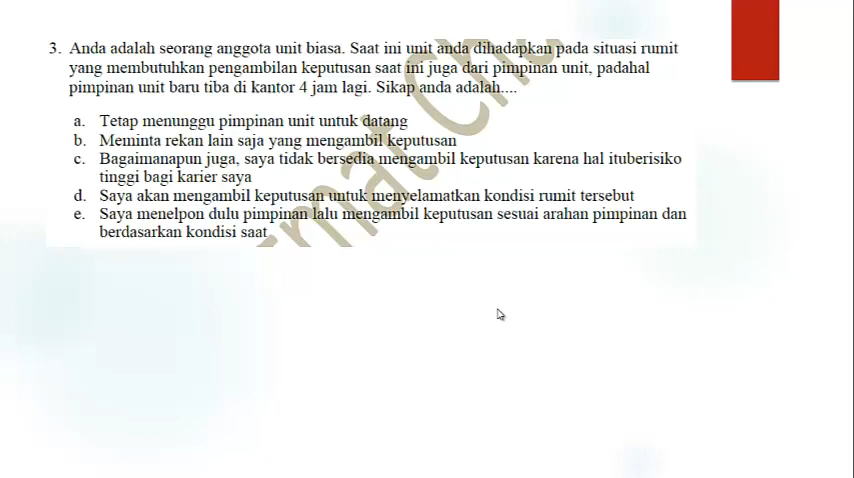 3. Anda adalah seorang anggota unit biasa. Saat ini unit anda dihadapkan pada situasi rumit
yang membutuhkan pengambilan keputusan saat ini juga dari pimpinan unit, padahal
pimpinan unit baru tiba di kantor 4 jam lagi. Sikap anda adalah....
a. Tetap menunggu pimpinan unit untuk datang
b. Meminta rekan lain saja yang mengambil keputusan
c. Bagaimanapun juga, saya tidak bersedia mengambil keputusan karena hal ituberisiko
tinggi bagi karier saya
d. Saya akan mengambil keputusan untuk menyelamatkan kondisi rumit tersebut
e. Saya menelpon dulu pimpinan lalu mengambil keputusan sesuai arahan pimpinan dan
berdasarkan kondisi saat